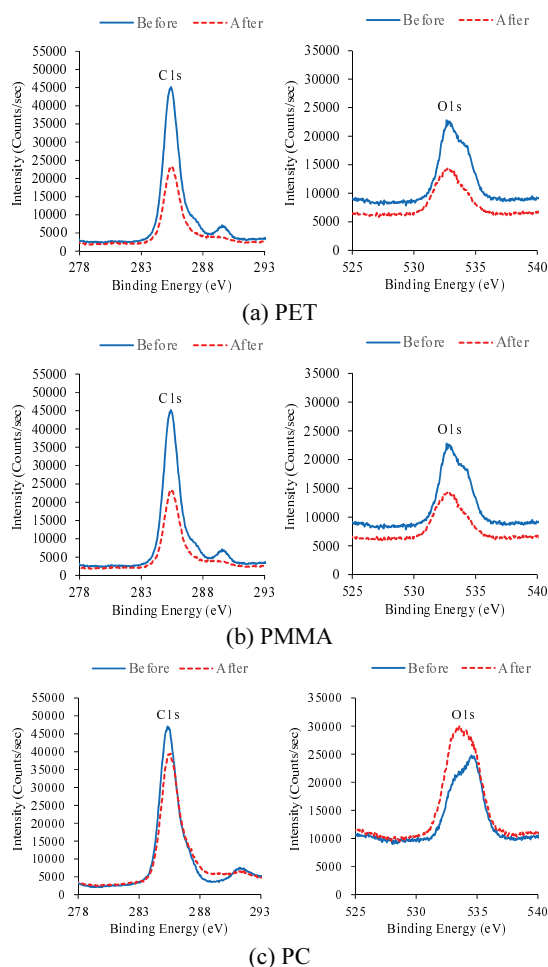 Before After Before After
55000 35000
50000 30000
45000 25000
40000 20000
35000 15000
30000 10000
25000 5000
20000 0
15000
10000
5000
0
C1s O1s
Intensity (Counts/sec) Intensity (Counts/sec)
278 283 288 293 525 530 535 540
Binding Energy (eV) Binding Energy (eV)
(a) PET
Before After Before After
55000 35000
50000 30000
45000 25000
40000 20000
35000 15000
30000 10000
25000 5000
20000 0
15000
10000
5000
0
C1s O1s
Intensity (Counts/sec) Intensity (Counts/sec)
278 283 288 293 525 530 535 540
Binding Energy (eV) Binding Energy (eV)
(b) PMMA
Before After Before After
55000 35000
50000 30000
45000 25000
40000 20000
35000 15000
30000 10000
25000 5000
20000 0
15000
10000
5000
0
C1s O1s
Intensity (Counts/sec) Intensity (Counts/sec)
278 283 288 293 525 530 535 540
Binding Energy (eV) Binding Energy (eV)
(c) PC